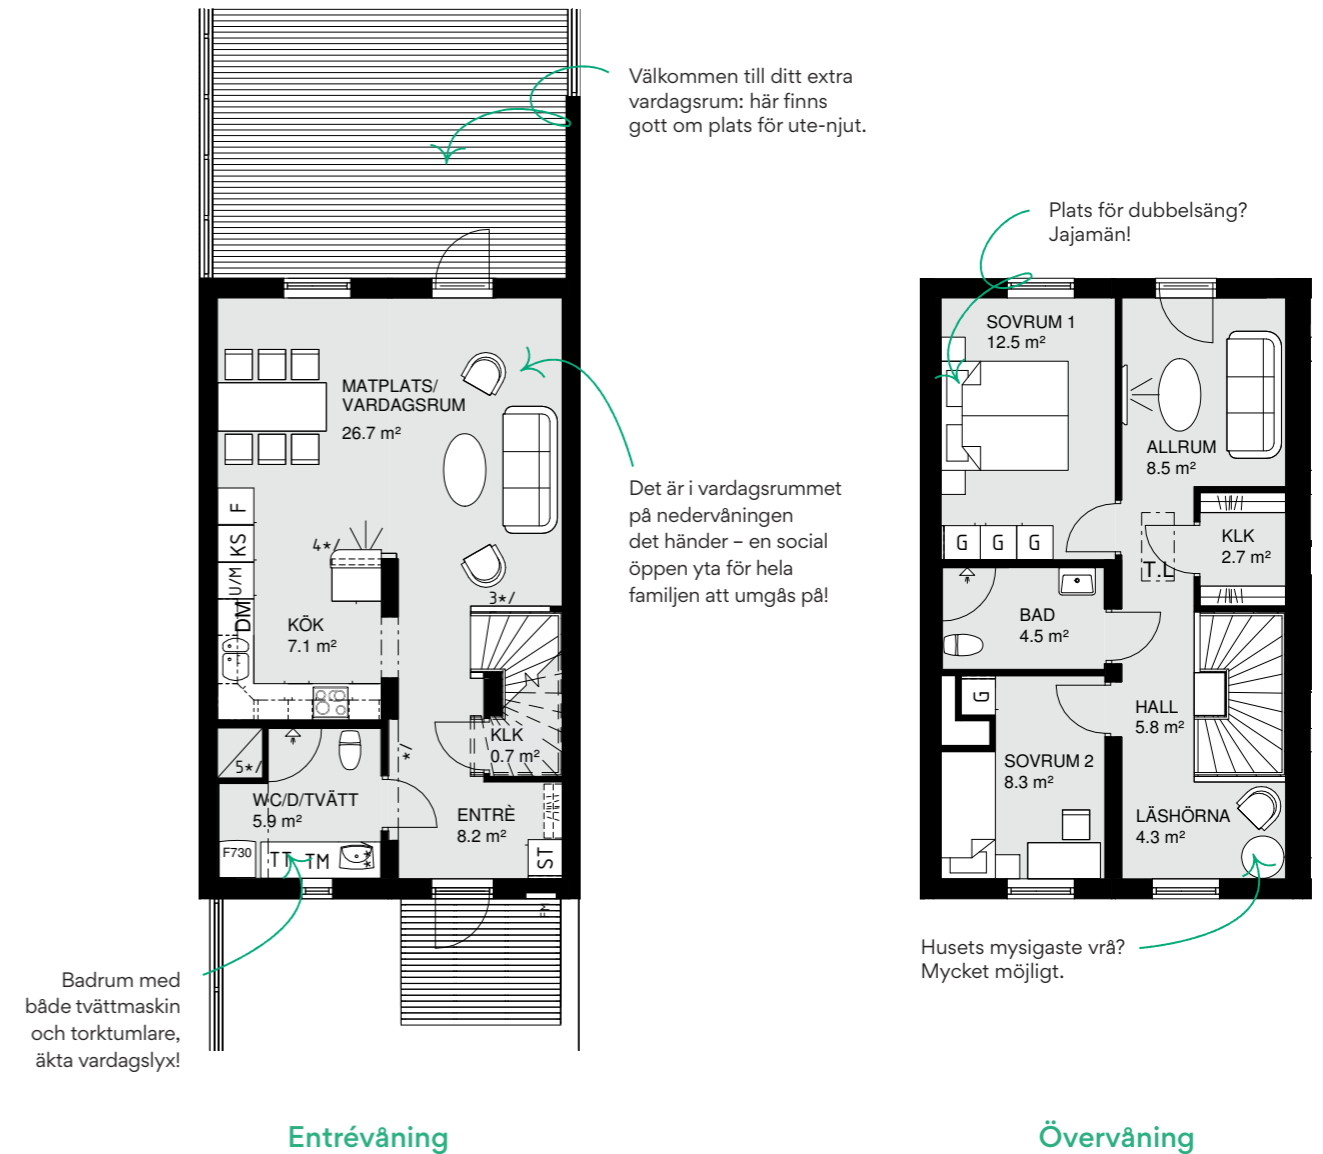 Välkommen till ditt extra
vardagsrum: här finns
gott om plats för ute-njut.
Plats för dubbelsäng?
Jajamän!
MATPLATS/
VARDAGSRUM
26.7 m²
Det är i vardagsrummet
på nedervåningen
det händer – en social
öppen yta för hela
familjen att umgås på!
F
KS
U/M
DM
4*/
3*/
KÖK
7.1 m²
KLK
0.7 m²
*/
5*/
WC/D/TVÄTT
5.9 m²
ENTRÈ
8.2 m²
F730
TT
TM
ST
FM
Badrum med
både tvättmaskin
och torktumlare,
äkta vardagslyx!
Entrévåning
SOVRUM 1
12.5 m²
ALLRUM
8.5 m²
G
G
G
KLK
2.7 m²
T.L
BAD
4.5 m²
G
HALL
5.8 m²
SOVRUM 2
8.3 m²
LÄSHÖRNA
4.3 m²
Husets mysigaste vrå?
Mycket möjligt.
Övervåning